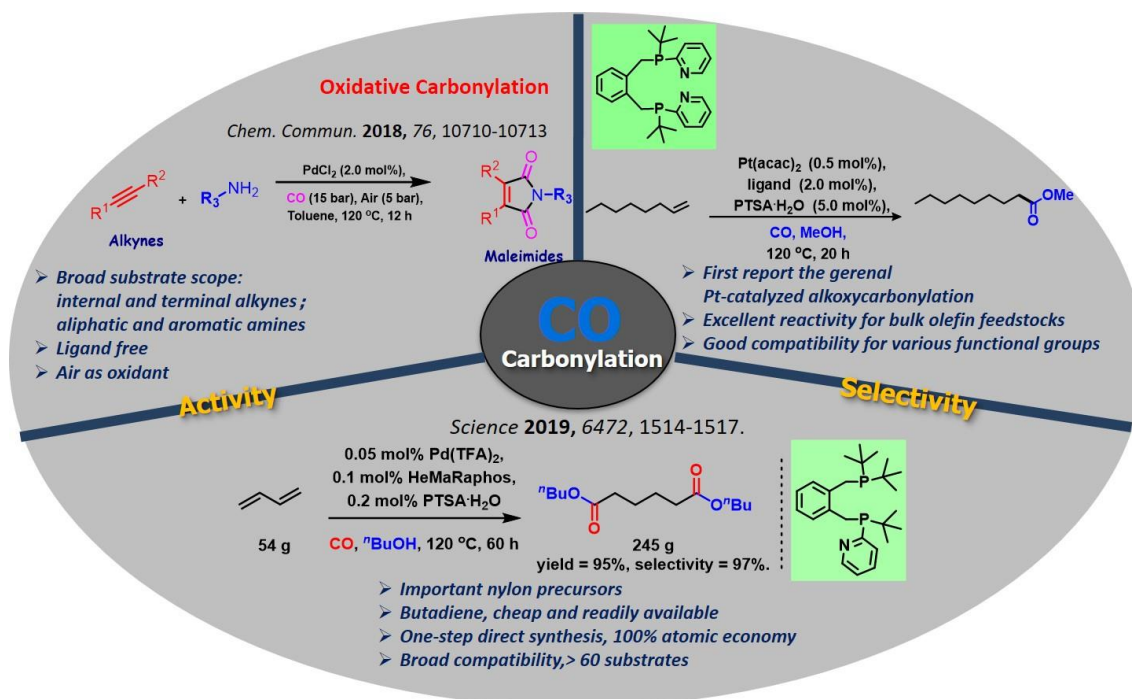 Oxidative Carbonylation
Chem. Commun. 2018, 76, 10710-10713
R² R¹ + R₃ NH₂
PdCl₂ (2.0 mol%),
CO (15 bar), Air (5 bar),
Toluene, 120 °C, 12 h
R² R¹ O N-R₃ O
Alkynes
Maleimides
➢ Broad substrate scope:
internal and terminal alkynes ;
aliphatic and aromatic amines
➢ Ligand free
➢ Air as oxidant
P N
N P
Pt(acac)₂ (0.5 mol%),
ligand (2.0 mol%),
PTSA·H₂O (5.0 mol%),
CO, MeOH,
120 °C, 20 h
OMe
O
➢ First report the gerenal
Pt-catalyzed alkoxycarbonylation
➢ Excellent reactivity for bulk olefin feedstocks
➢ Good compatibility for various functional groups
CO
Carbonylation
Activity
Selectivity
Science 2019, 6472, 1514-1517.
0.05 mol% Pd(TFA)₂,
0.1 mol% HeMaRaphos,
0.2 mol% PTSA·H₂O
CO, ⁿBuOH, 120 °C, 60 h
54 g
ⁿBuO O O OⁿBu
245 g
yield = 95%, selectivity = 97%.
P
P
N
➢ Important nylon precursors
➢ Butadiene, cheap and readily available
➢ One-step direct synthesis, 100% atomic economy
➢ Broad compatibility,> 60 substrates